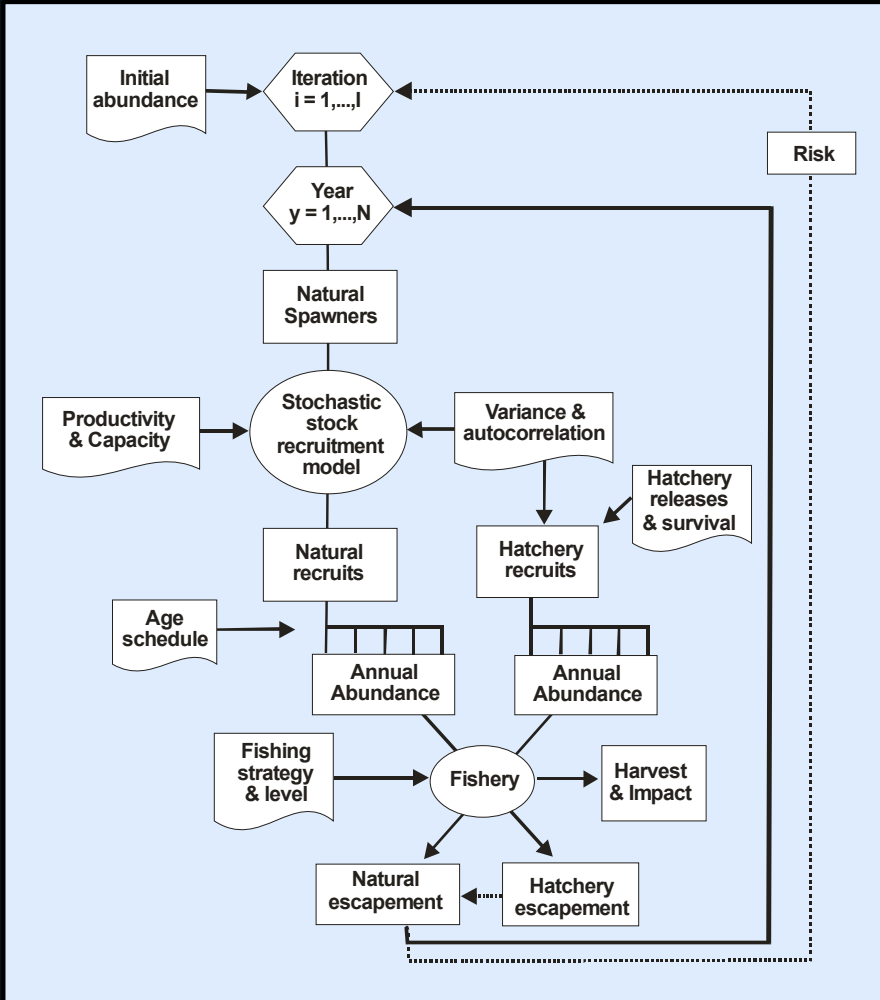 Initial
abundance
Iteration
i = 1,...,I
Risk
Year
y = 1,...,N
Natural
Spawners
Productivity
& Capacity
Stochastic
stock
recruitment
model
Variance &
autocorrelation
Hatchery
releases
& survival
Natural
recruits
Hatchery
recruits
Age
schedule
Annual
Abundance
Annual
Abundance
Fishing
strategy
& level
Fishery
Harvest
& Impact
Natural
escapement
Hatchery
escapement